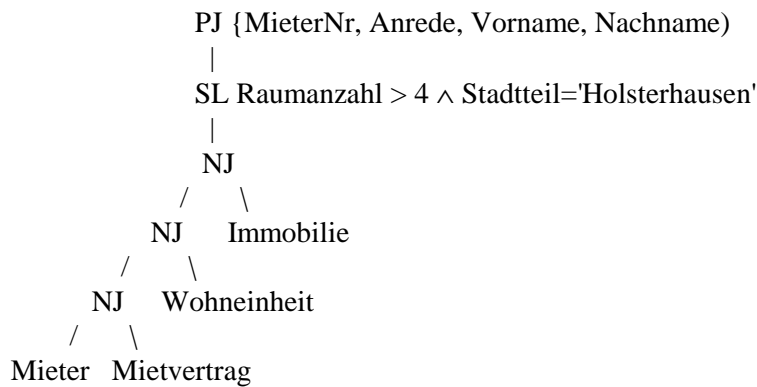 PJ {MieterNr, Anrede, Vorname, Nachname)
|
SL Raumanzahl > 4 ∧ Stadtteil='Holsterhausen'
|
NJ
/ \
NJ Immobilie
/ \
NJ Wohneinheit
/ \
Mieter Mietvertrag